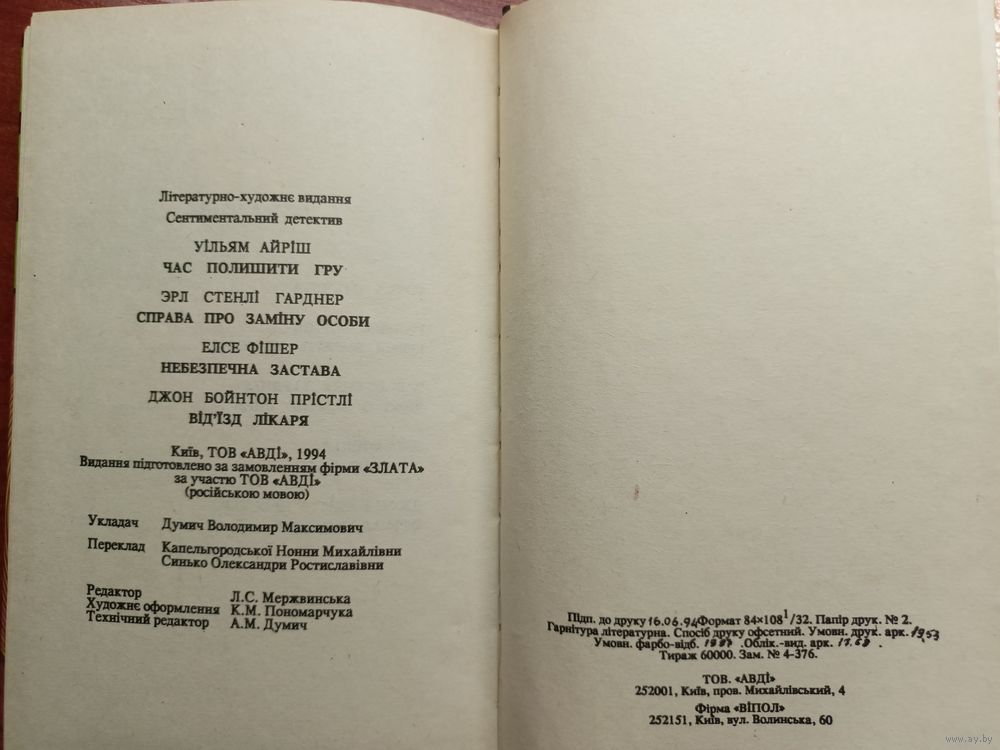 Літературно-художнє видання
Сентиментальний детектив
УІЛЬЯМ АЙРІШ
ЧАС ПОЛИШИТИ ГРУ
ЭРЛ СТЕНЛІ ГАРДНЕР
СПРАВА ПРО ЗАМІНУ ОСОБИ
ЕЛСЕ ФІШЕР
НЕБЕЗПЕЧНА ЗАСТАВА
ДЖОН БОЙНТОН ПРІСТЛІ
ВІД'ЇЗД ЛІКАРЯ
Київ, ТОВ «АВДІ», 1994
Видання підготовлено за замовленням фірми «ЗЛАТА»
за участю ТОВ «АВДІ»
(російською мовою)
Укладач Думич Володимир Максимович
Переклад Капельгородської Нонни Михайлівни
Синько Олександри Ростиславівни
Редактор Л.С. Мержвинська
Художнє оформлення К.М. Пономарчука
Технічний редактор А.М. Думич
Підп. до друку 16.06.94 Формат 84×108 1/32. Папір друк. № 2.
Гарнітура літературна. Спосіб друку офсетний. Умовн. друк. арк.
Умовн. фарбо-відб. Облік.-вид. арк.
Тираж 60000. Зам. № 4-376.
ТОВ. «АВДІ»
252001, Київ, пров. Михайлівський, 4
Фірма «ВІПОЛ»
252151, Київ, вул. Волинська, 60
www.ay.by